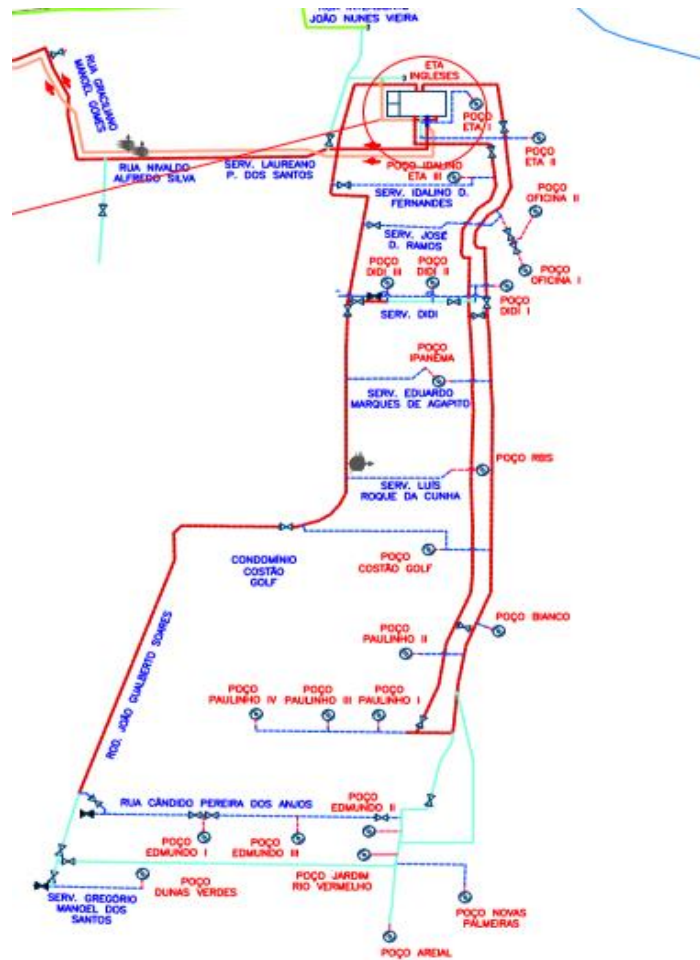 JOÃO NUNES VIEIRA
RUA GRACILIANO
MANOEL GOMES
ETA
INGLESES
POÇO
ETA I
POÇO
ETA II
RUA NIVALDO
ALFREDO SILVA
SERV. LAUREANO
P. DOS SANTOS
POÇO IDALINO
ETA III
SERV. IDALINO D.
FERNANDES
POÇO
OFICINA II
SERV. JOSÉ
D. RAMOS
POÇO
OFICINA I
POÇO
DIDI III
POÇO
DIDI II
POÇO
DIDI I
SERV. DIDI
POÇO
IPANEMA
SERV. EDUARDO
MARQUES DE AGAPITO
POÇO RBS
SERV. LUÍS
ROQUE DA CUNHA
CONDOMÍNIO
COSTÃO
GOLF
POÇO
COSTÃO GOLF
POÇO BIANCO
POÇO
PAULINHO II
ROD. JOÃO GUALBERTO SOARES
POÇO
PAULINHO IV
POÇO
PAULINHO III
POÇO
PAULINHO I
RUA CÂNDIDO PEREIRA DOS ANJOS
POÇO
EDMUNDO II
POÇO
EDMUNDO I
POÇO
EDMUNDO III
POÇO
DUNAS VERDES
POÇO JARDIM
RIO VERMELHO
SERV. GREGÓRIO
MANOEL DOS
SANTOS
POÇO NOVAS
PALMEIRAS
POÇO AREIAL